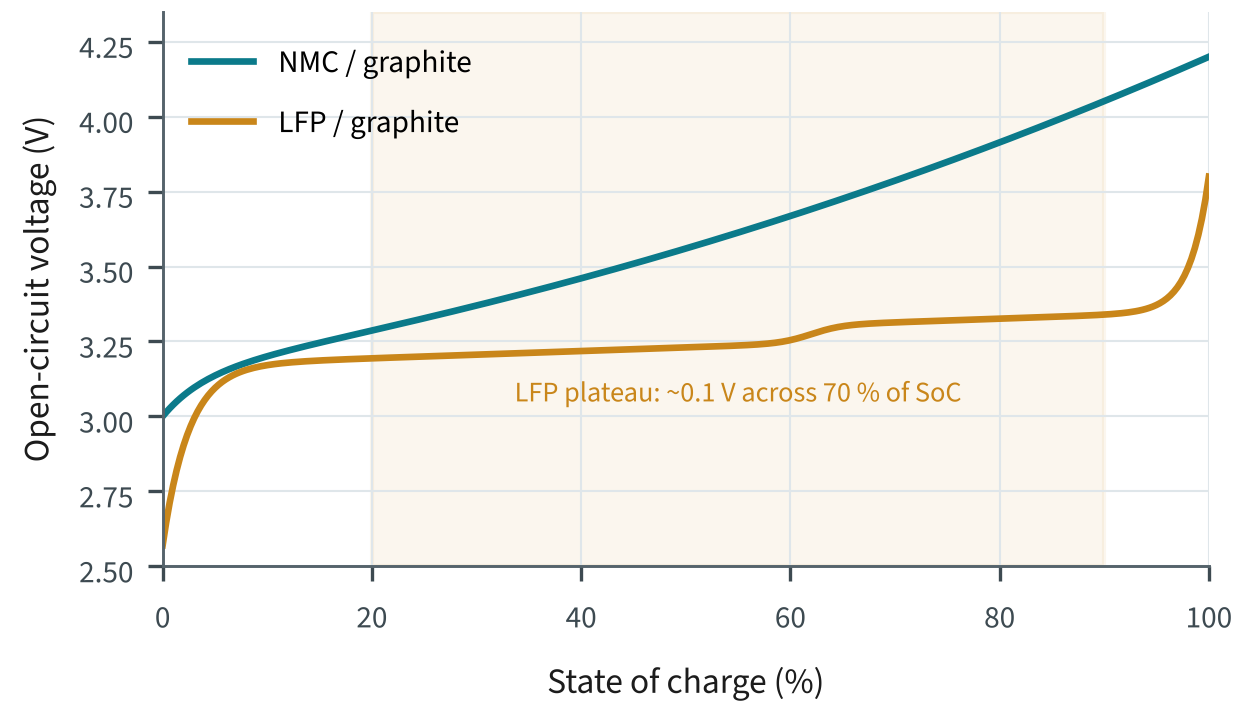 NMC / graphite
LFP / graphite
Open-circuit voltage (V)
4.25
4.00
3.75
3.50
3.25
3.00
2.75
2.50
LFP plateau: ~0.1 V across 70 % of SoC
0 20 40 60 80 100
State of charge (%)